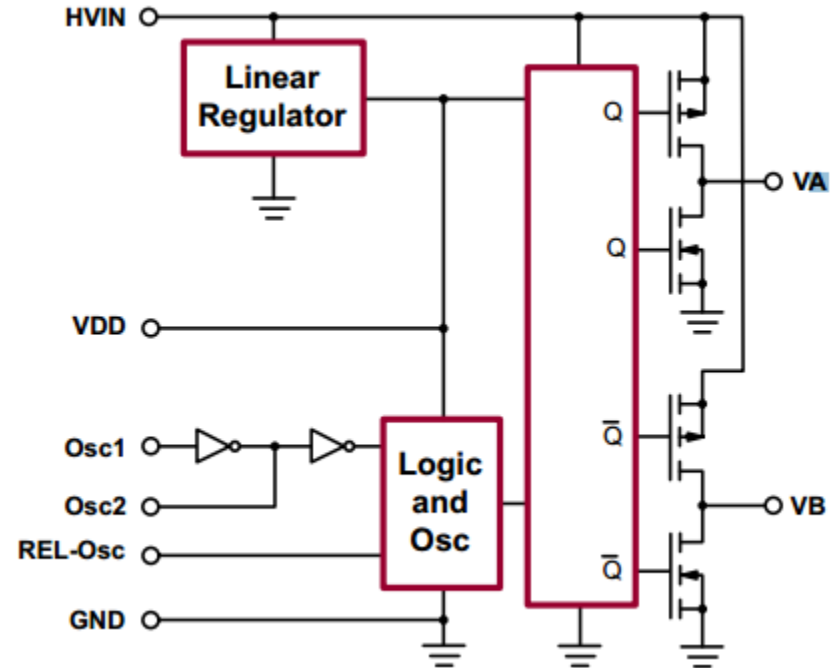 HVIN
Linear
Regulator
Q
VA
Q
VDD
Q̅
Osc1
Logic
and
Osc
Osc2
VB
REL-Osc
Q̅
GND